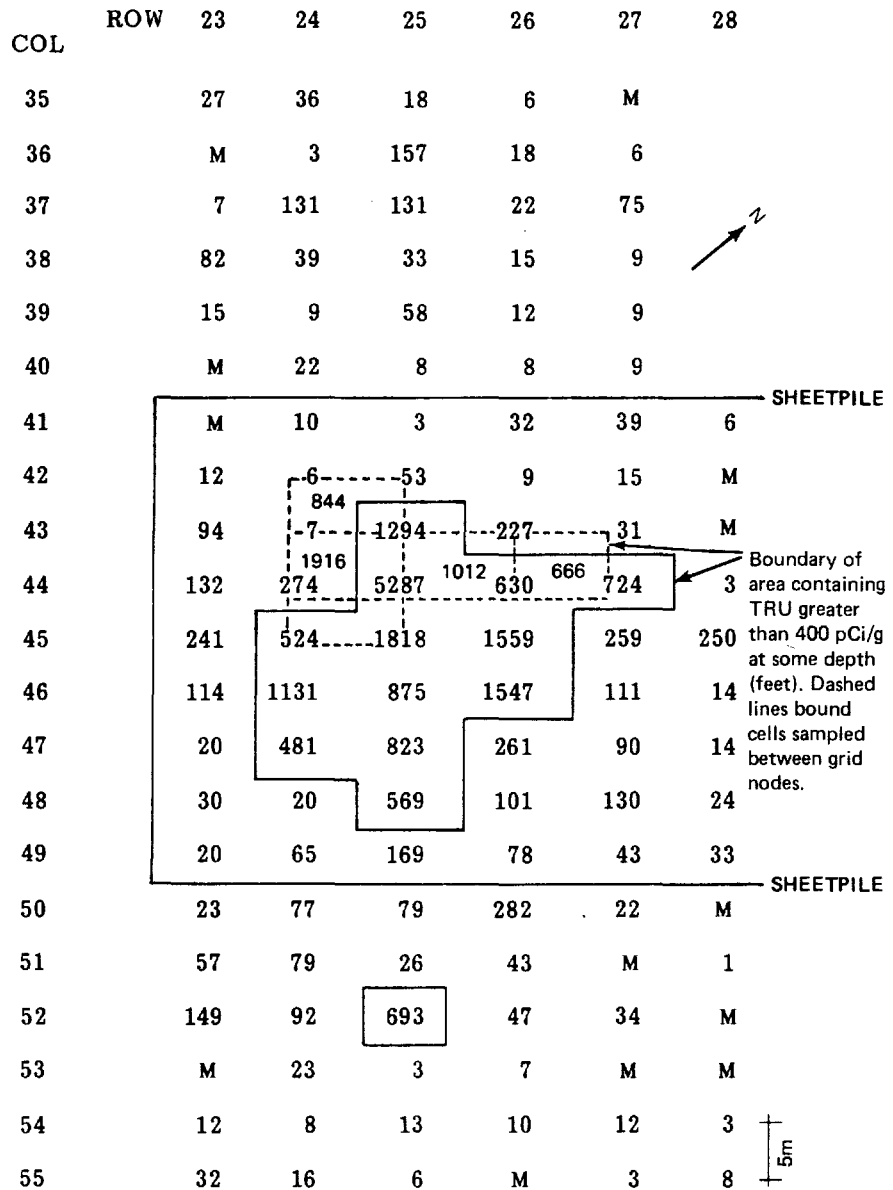 ROW 23 24 25 26 27 28
COL
35 27 36 18 6 M
36 M 3 157 18 6
37 7 131 131 22 75
N
38 82 39 33 15 9
39 15 9 58 12 9
40 M 22 8 8 9
SHEETPILE
41 M 10 3 32 39 6
42 12 6 53 9 15 M
844
43 94 7 1294 227 31 M
1916 1012 666
44 132 274 5287 630 724 3
45 241 524 1818 1559 259 250
46 114 1131 875 1547 111 14
47 20 481 823 261 90 14
48 30 20 569 101 130 24
49 20 65 169 78 43 33
Boundary of
area containing
TRU greater
than 400 pCi/g
at some depth
(feet). Dashed
lines bound
cells sampled
between grid
nodes.
SHEETPILE
50 23 77 79 282 22 M
51 57 79 26 43 M 1
52 149 92 693 47 34 M
53 M 23 3 7 M M
54 12 8 13 10 12 3
5m
55 32 16 6 M 3 8